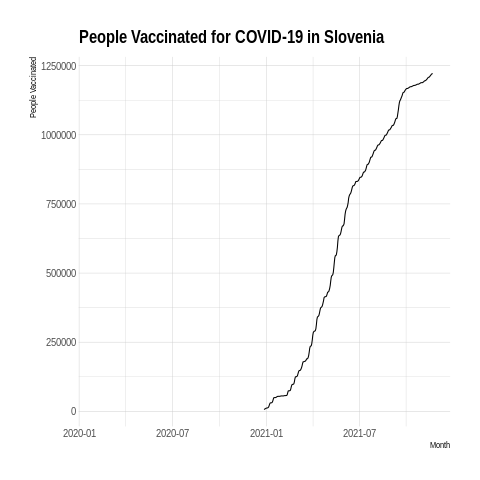 People Vaccinated for COVID-19 in Slovenia
People Vaccinated
1250000
1000000
750000
500000
250000
0
2020-01 2020-07 2021-01 2021-07
Month